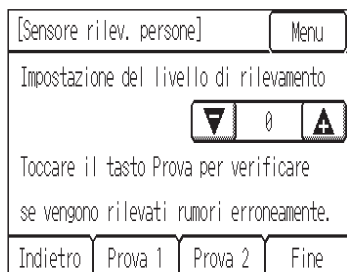 [Sensore rilev. persone] Menu
Impostazione del livello di rilevamento
0
Toccare il tasto Prova per verificare
se vengono rilevati rumori erroneamente.
Indietro Prova 1 Prova 2 Fine